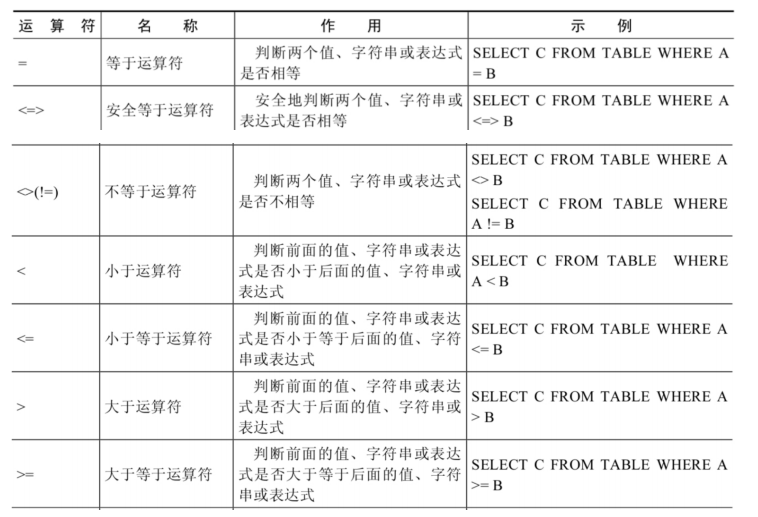 运 算 符 名 称 作 用 示 例
= 等于运算符 判断两个值、字符串或表达式是否相等 SELECT C FROM TABLE WHERE A = B
<=> 安全等于运算符 安全地判断两个值、字符串或表达式是否相等 SELECT C FROM TABLE WHERE A <=> B
<>(!=) 不等于运算符 判断两个值、字符串或表达式是否不相等 SELECT C FROM TABLE WHERE A <> B SELECT C FROM TABLE WHERE A != B
< 小于运算符 判断前面的值、字符串或表达式是否小于后面的值、字符串或表达式 SELECT C FROM TABLE WHERE A < B
<= 小于等于运算符 判断前面的值、字符串或表达式是否小于等于后面的值、字符串或表达式 SELECT C FROM TABLE WHERE A <= B
> 大于运算符 判断前面的值、字符串或表达式是否大于后面的值、字符串或表达式 SELECT C FROM TABLE WHERE A > B
>= 大于等于运算符 判断前面的值、字符串或表达式是否大于等于后面的值、字符串或表达式 SELECT C FROM TABLE WHERE A >= B